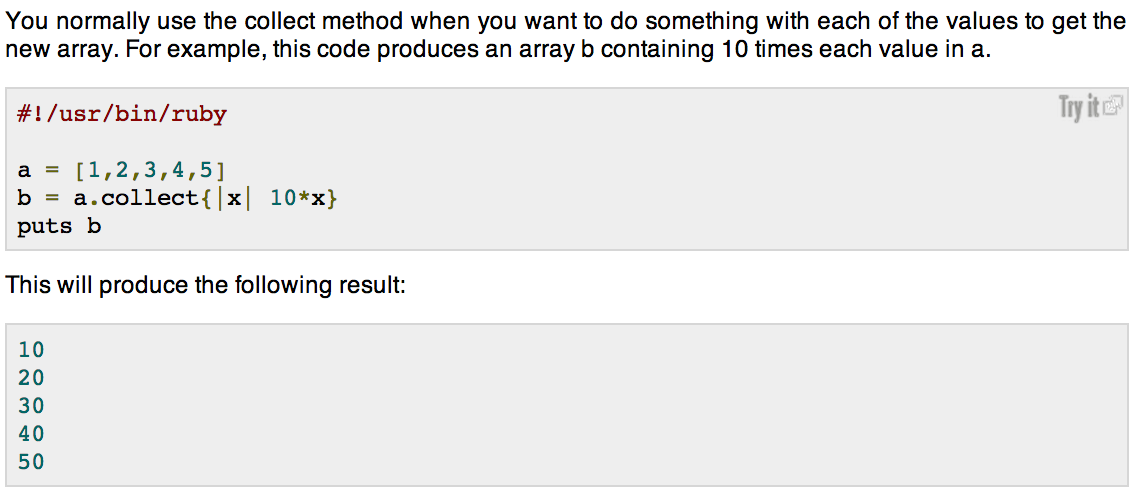 You normally use the collect method when you want to do something with each of the values to get the
new array. For example, this code produces an array b containing 10 times each value in a.
#!/usr/bin/ruby
Try it
a = [1,2,3,4,5]
b = a.collect{|x| 10*x}
puts b
This will produce the following result:
10
20
30
40
50